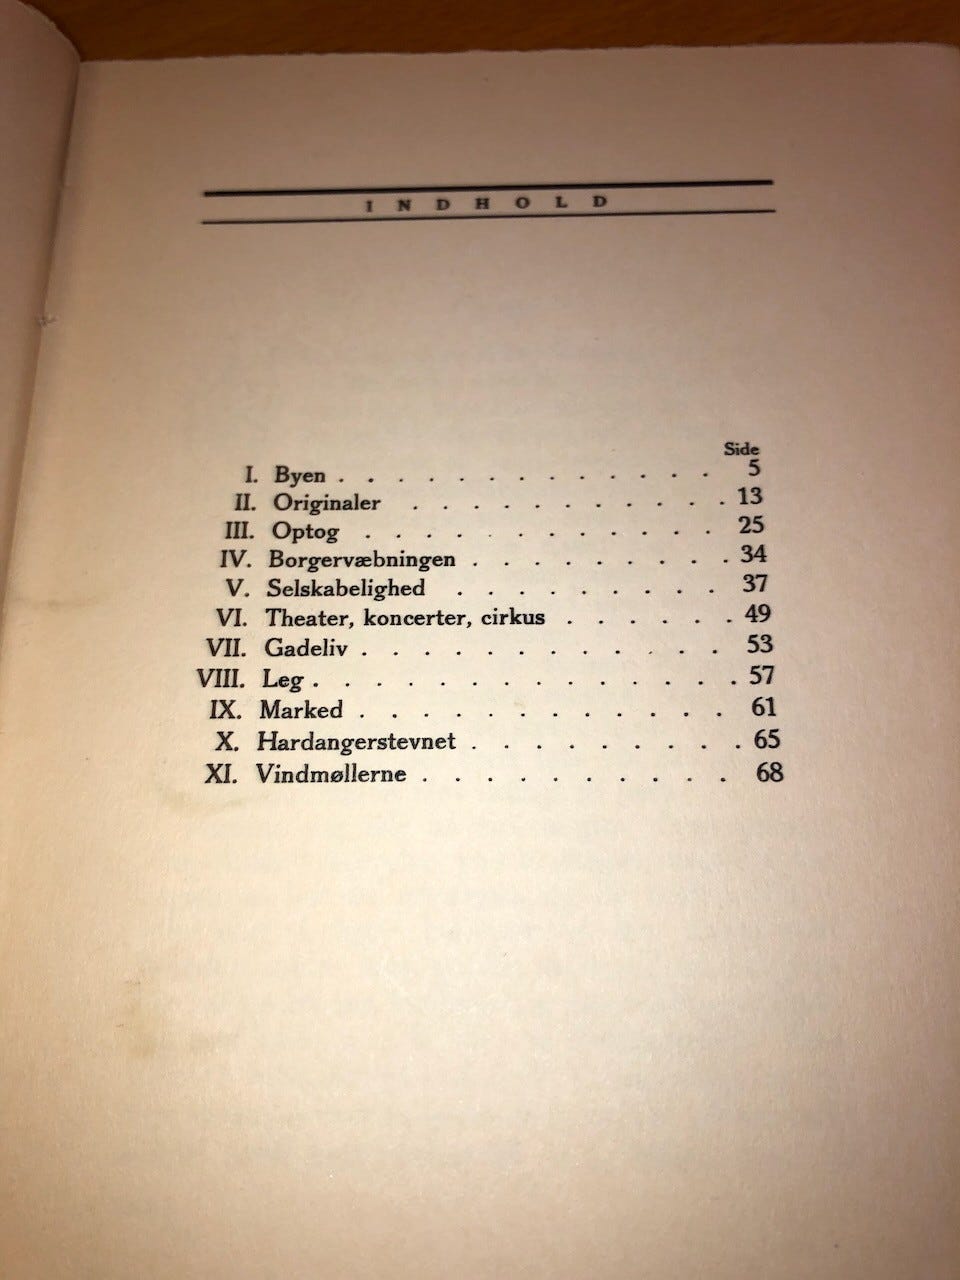 INDHOLD
Side
I. Byen . . . . . . . . . . . . . 5
II. Originaler . . . . . . . . . . . 13
III. Optog . . . . . . . . . . . . 25
IV. Borgervæbningen . . . . . . . . . 34
V. Selskabelighed . . . . . . . . . 37
VI. Theater, koncerter, cirkus . . . . . . 49
VII. Gadeliv . . . . . . . . . . . . 53
VIII. Leg . . . . . . . . . . . . . . 57
IX. Marked . . . . . . . . . . . . 61
X. Hardangerstevnet . . . . . . . . . 65
XI. Vindmøllerne . . . . . . . . . . 68